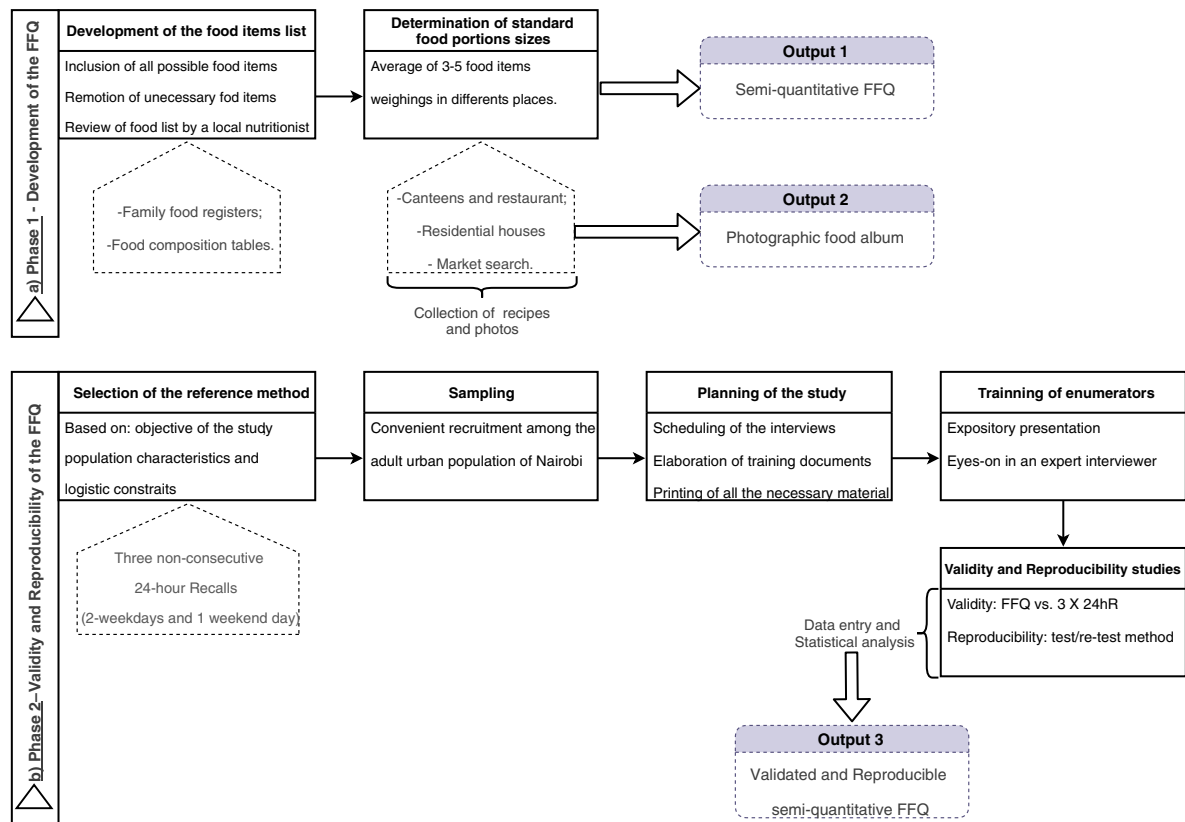 a) Phase 1 - Development of the FFQ
Development of the food items list
Inclusion of all possible food items
Remotion of unecessary fod items
Review of food list by a local nutritionist
-Family food registers;
-Food composition tables.
Determination of standard
food portions sizes
Average of 3-5 food items
weighings in differents places.
-Canteens and restaurant;
-Residential houses
- Market search.
Collection of recipes
and photos
Output 1
Semi-quantitative FFQ
Output 2
Photographic food album
b) Phase 2–Validity and Reproducibility of the FFQ
Selection of the reference method
Based on: objective of the study
population characteristics and
logistic constraits
Three non-consecutive
24-hour Recalls
(2-weekdays and 1 weekend day)
Sampling
Convenient recruitment among the
adult urban population of Nairobi
Planning of the study
Scheduling of the interviews
Elaboration of training documents
Printing of all the necessary material
Trainning of enumerators
Expository presentation
Eyes-on in an expert interviewer
Validity and Reproducibility studies
Validity: FFQ vs. 3 X 24hR
Reproducibility: test/re-test method
Data entry and
Statistical analysis
Output 3
Validated and Reproducible
semi-quantitative FFQ